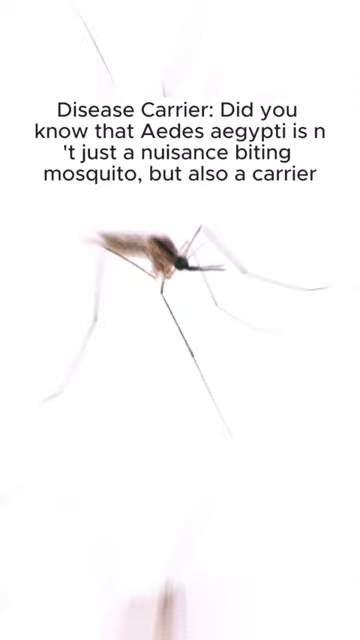 Disease Carrier: Did you
know that Aedes aegypti is n
't just a nuisance biting
mosquito, but also a carrier